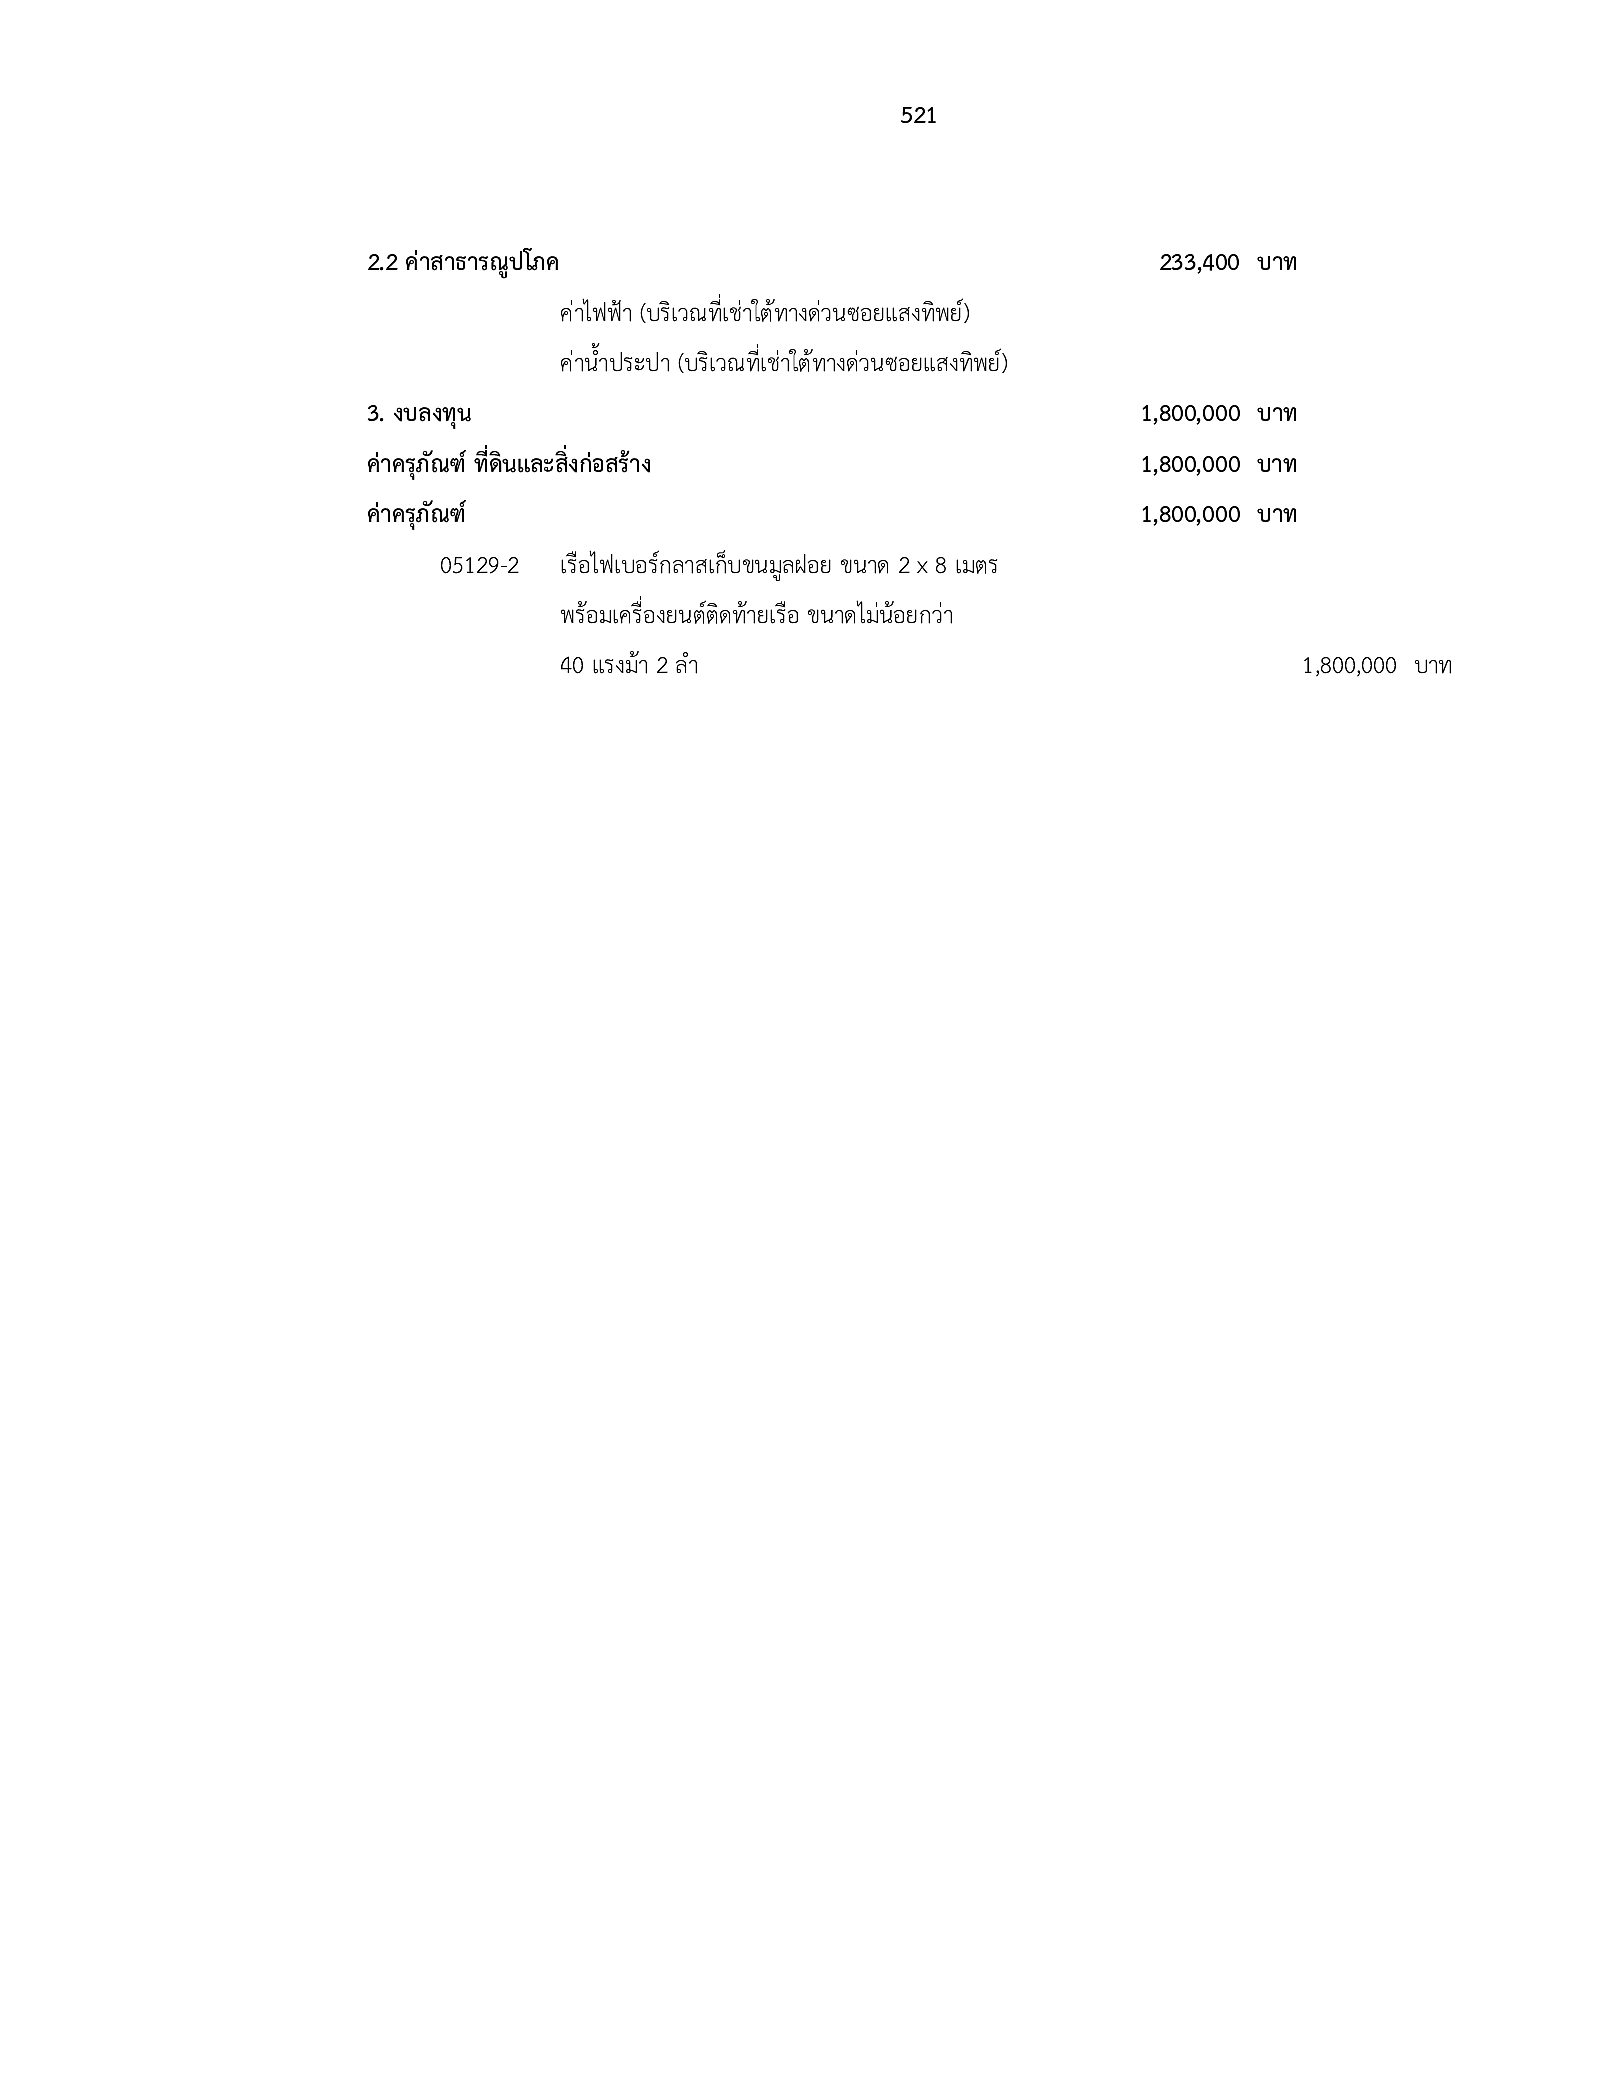 521
2.2 ค่าสาธารณูปโภค 233,400 บาท
ค่าไฟฟ้า (บริเวณที่เช่าใต้ทางด่วนซอยแสงทิพย์)
ค่าน้ำประปา (บริเวณที่เช่าใต้ทางด่วนซอยแสงทิพย์)
3. งบลงทุน 1,800,000 บาท
ค่าครุภัณฑ์ ที่ดินและสิ่งก่อสร้าง 1,800,000 บาท
ค่าครุภัณฑ์ 1,800,000 บาท
05129-2 เรือไฟเบอร์กลาสเก็บขนมูลฝอย ขนาด 2 x 8 เมตร
พร้อมเครื่องยนต์ติดท้ายเรือ ขนาดไม่น้อยกว่า
40 แรงม้า 2 ลำ 1,800,000 บาท